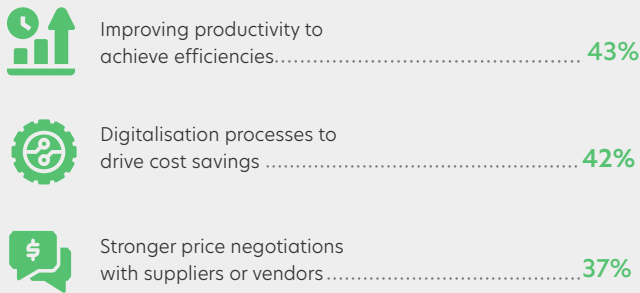 Improving productivity to
achieve efficiencies................................................ 43%
Digitalisation processes to
drive cost savings .................................................. 42%
$
Stronger price negotiations
with suppliers or vendors........................................ 37%